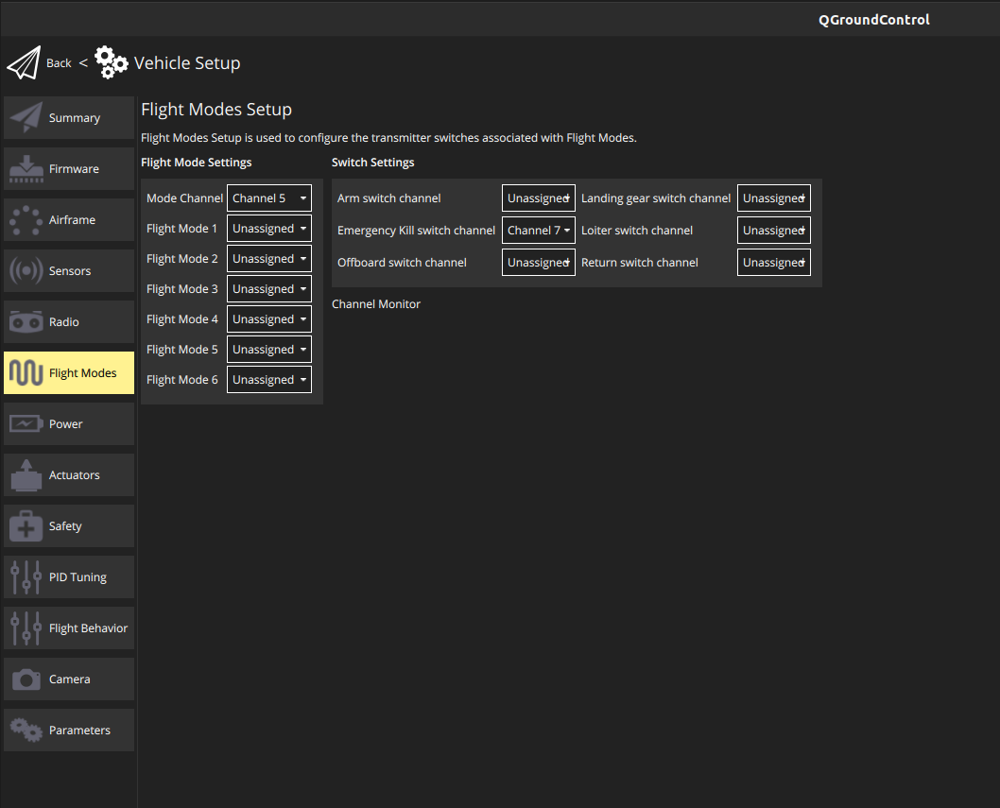 QGroundControl
Back < Vehicle Setup
Summary
Firmware
Airframe
Sensors
Radio
Flight Modes
Power
Actuators
Safety
PID Tuning
Flight Behavior
Camera
Parameters
Flight Modes Setup
Flight Modes Setup is used to configure the transmitter switches associated with Flight Modes.
Flight Mode Settings
Mode Channel Channel 5
Flight Mode 1 Unassigned
Flight Mode 2 Unassigned
Flight Mode 3 Unassigned
Flight Mode 4 Unassigned
Flight Mode 5 Unassigned
Flight Mode 6 Unassigned
Switch Settings
Arm switch channel Unassigned Landing gear switch channel Unassigned
Emergency Kill switch channel Channel 7 Loiter switch channel Unassigned
Offboard switch channel Unassigned Return switch channel Unassigned
Channel Monitor